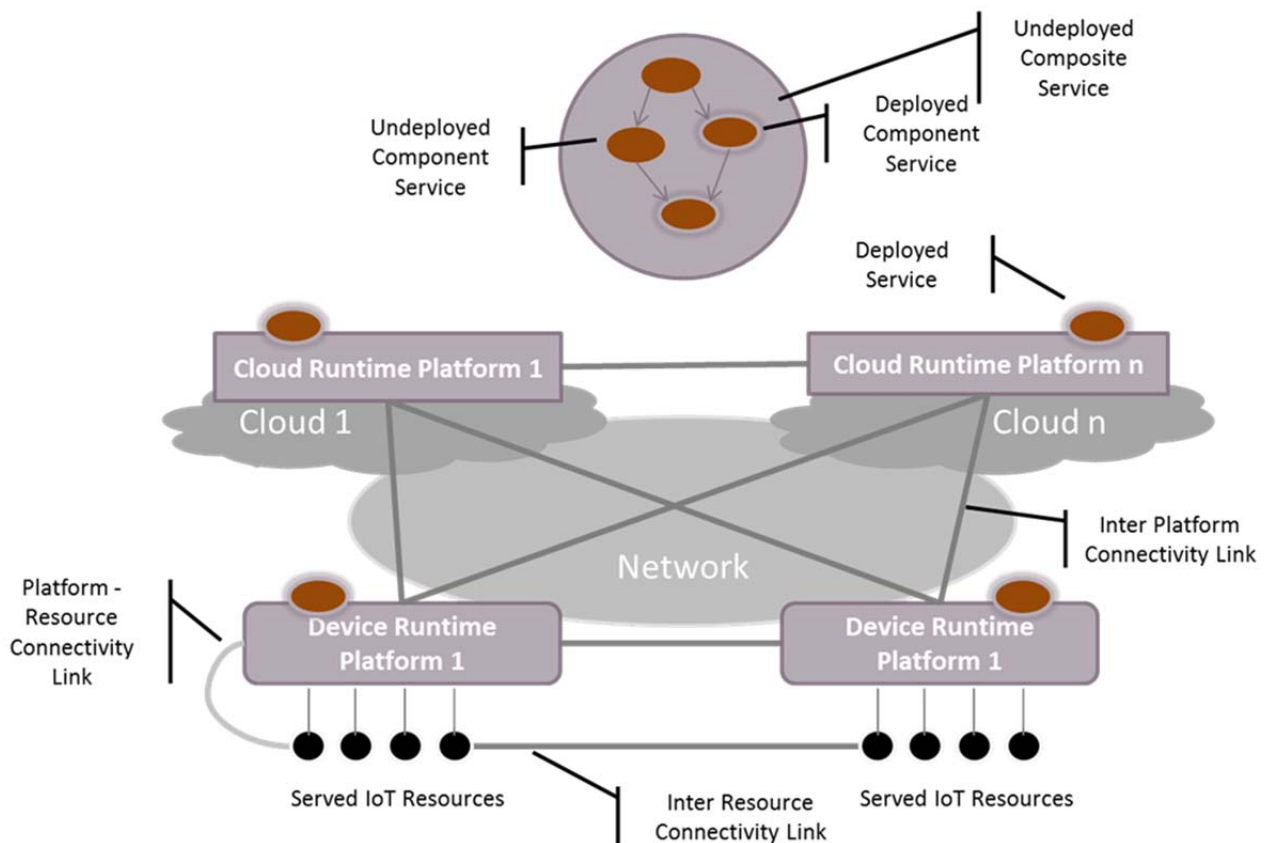 Undeployed
Composite
Service
Undeployed
Component
Service
Deployed
Component
Service
Deployed
Service
Cloud Runtime Platform 1
Cloud Runtime Platform n
Cloud 1
Cloud n
Inter Platform
Connectivity Link
Network
Platform -
Resource
Connectivity
Link
Device Runtime
Platform 1
Device Runtime
Platform 1
Served IoT Resources
Inter Resource
Connectivity Link
Served IoT Resources